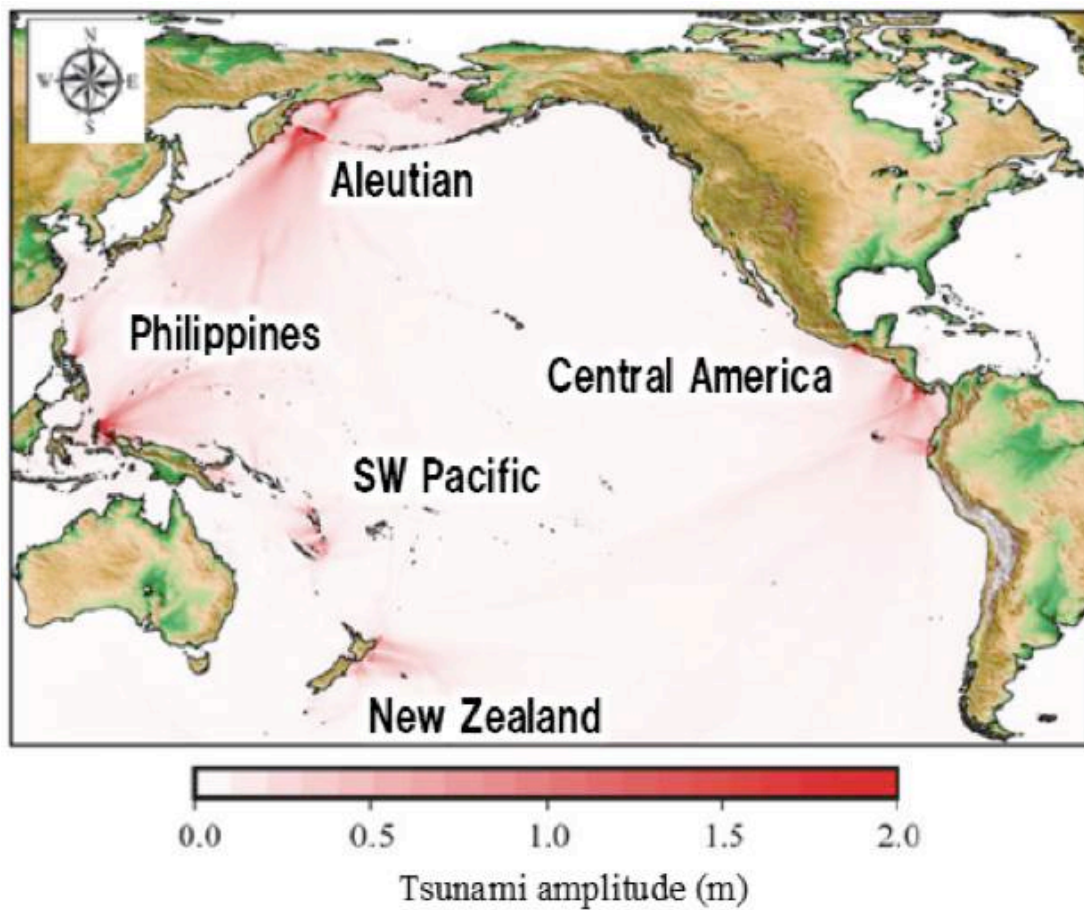 N
W E
S
Aleutian
Philippines
Central America
SW Pacific
New Zealand
0.0 0.5 1.0 1.5 2.0
Tsunami amplitude (m)